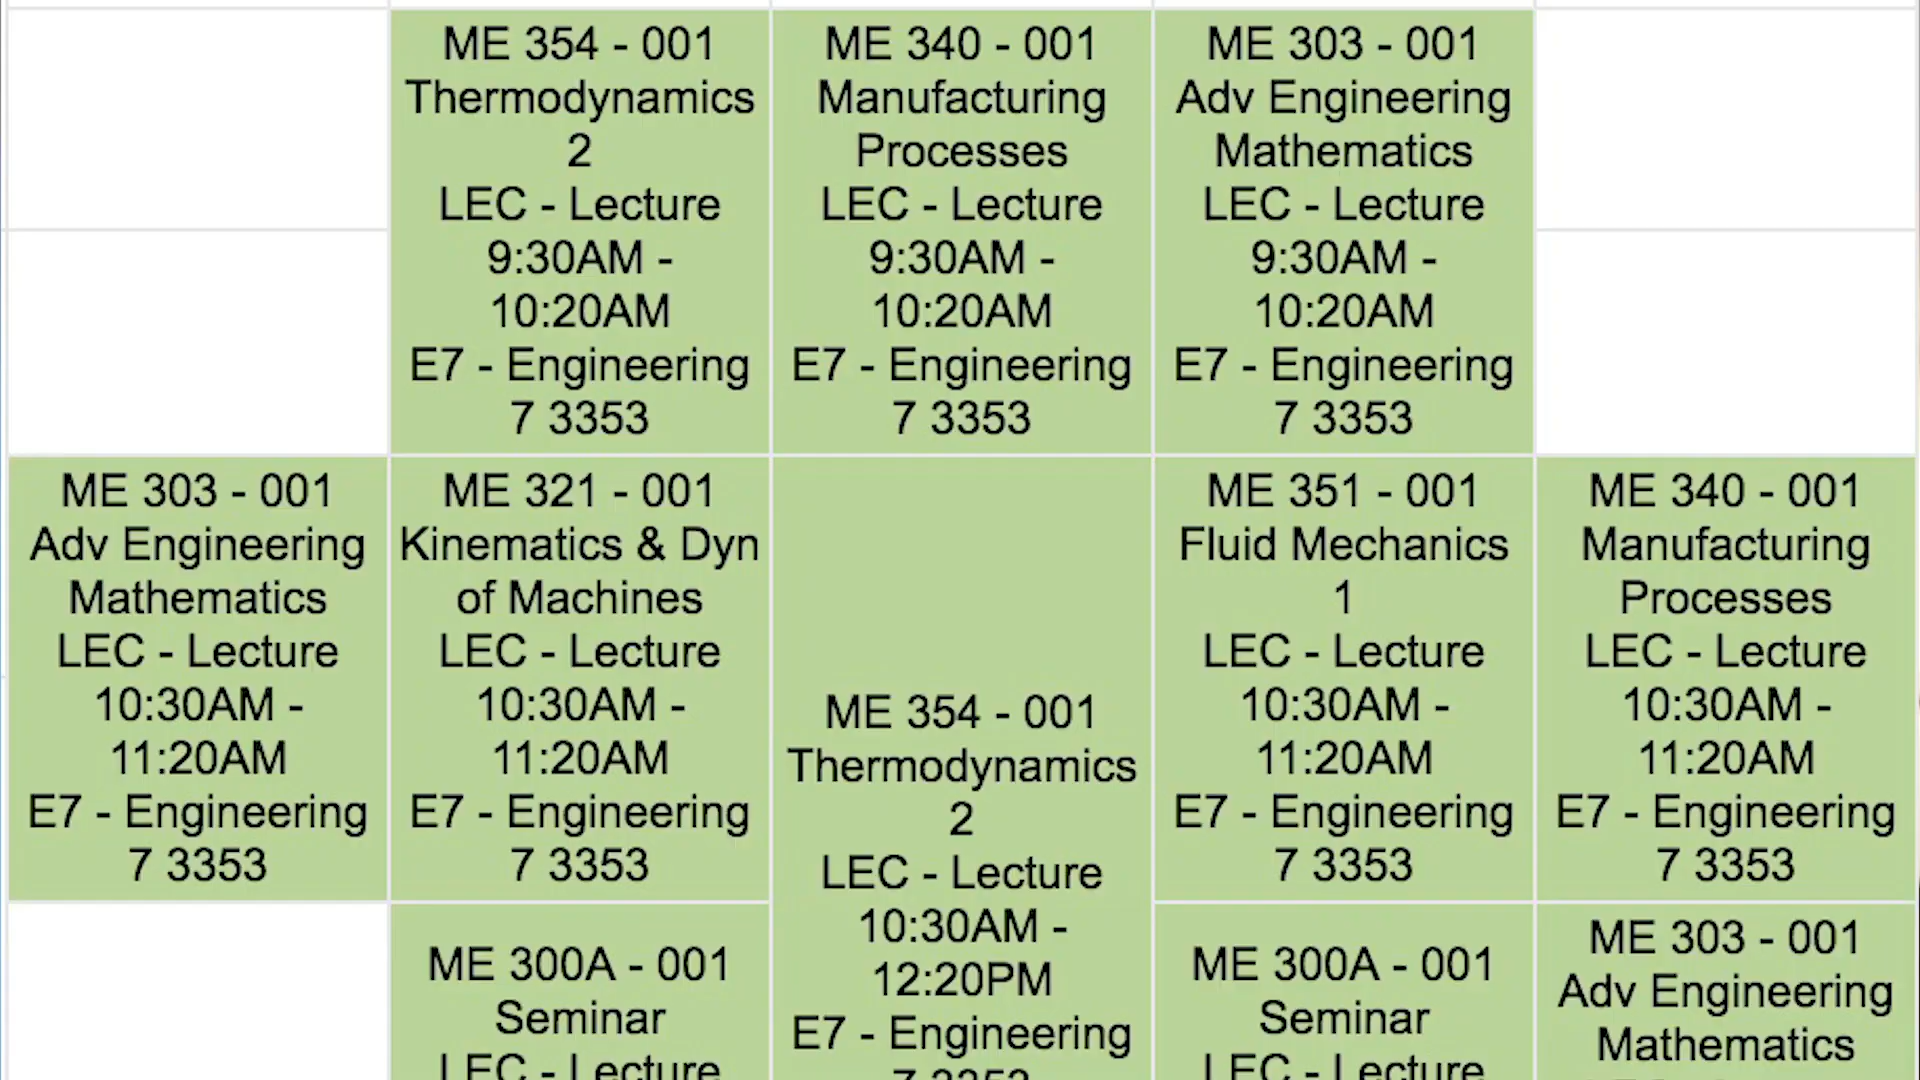 ME 354 - 001
Thermodynamics
2
LEC - Lecture
9:30AM -
10:20AM
E7 - Engineering
7 3353
ME 340 - 001
Manufacturing
Processes
LEC - Lecture
9:30AM -
10:20AM
E7 - Engineering
7 3353
ME 303 - 001
Adv Engineering
Mathematics
LEC - Lecture
9:30AM -
10:20AM
E7 - Engineering
7 3353
ME 303 - 001
Adv Engineering
Mathematics
LEC - Lecture
10:30AM -
11:20AM
E7 - Engineering
7 3353
ME 321 - 001
Kinematics & Dyn
of Machines
LEC - Lecture
10:30AM -
11:20AM
E7 - Engineering
7 3353
ME 354 - 001
Thermodynamics
2
LEC - Lecture
10:30AM -
12:20PM
E7 - Engineering
7 3353
ME 351 - 001
Fluid Mechanics
1
LEC - Lecture
10:30AM -
11:20AM
E7 - Engineering
7 3353
ME 340 - 001
Manufacturing
Processes
LEC - Lecture
10:30AM -
11:20AM
E7 - Engineering
7 3353
ME 300A - 001
Seminar
LEC - Lecture
ME 300A - 001
Seminar
LEC - Lecture
ME 303 - 001
Adv Engineering
Mathematics